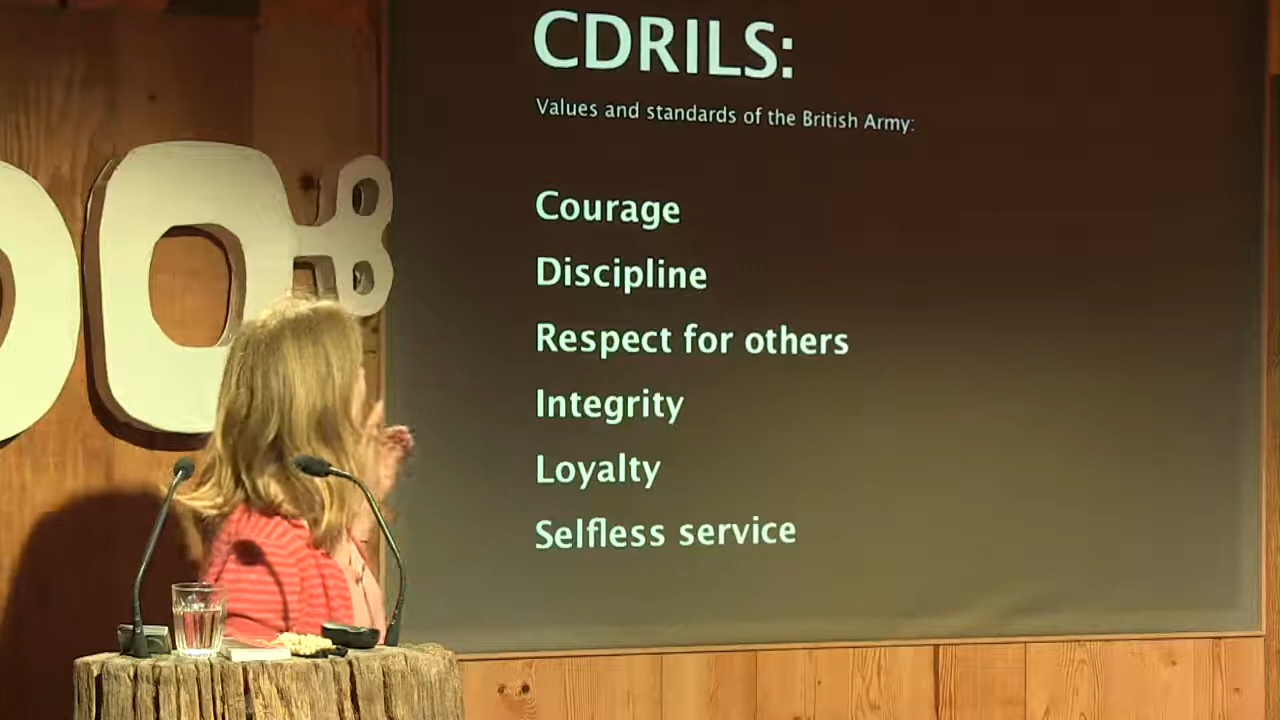 CDRILS:
Values and standards of the British Army:
Courage
Discipline
Respect for others
Integrity
Loyalty
Selfless service